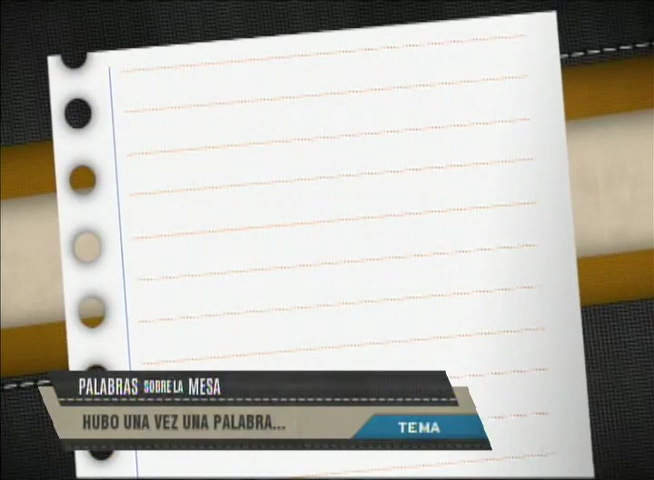 PALABRAS SOBRE LA MESA
HUBO UNA VEZ UNA PALABRA...
TEMA